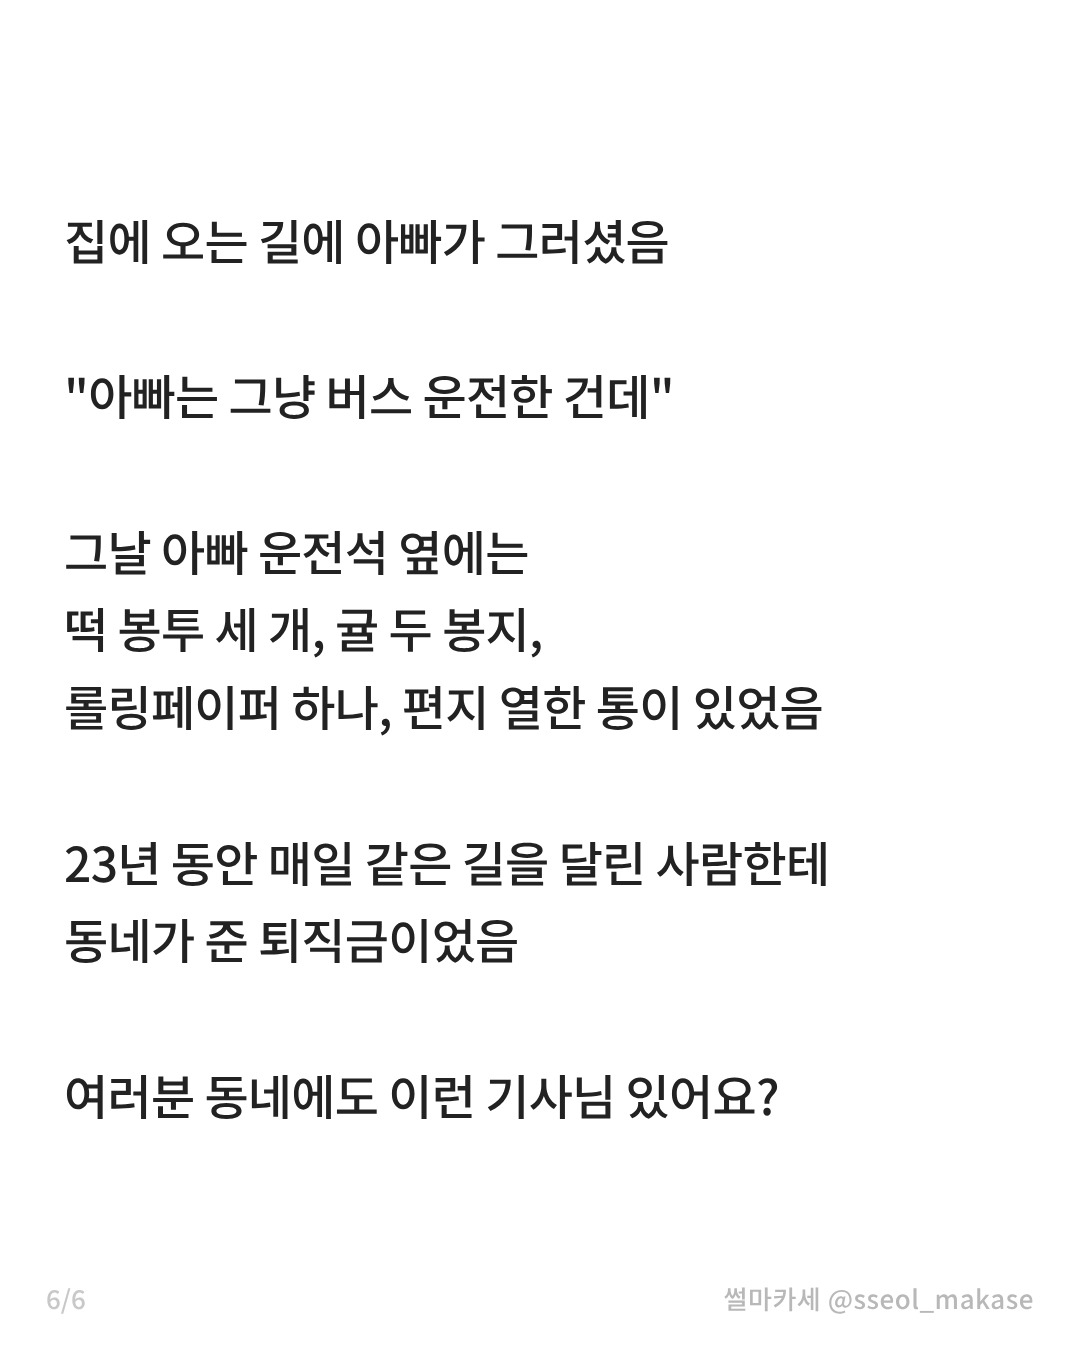 집에 오는 길에 아빠가 그러셨음
"아빠는 그냥 버스 운전한 건데"
그날 아빠 운전석 옆에는
떡 봉투 세 개, 귤 두 봉지,
롤링페이퍼 하나, 편지 열한 통이 있었음
23년 동안 매일 같은 길을 달린 사람한테
동네가 준 퇴직금이었음
여러분 동네에도 이런 기사님 있어요?
6/6
썰마카세 @sseol_makase